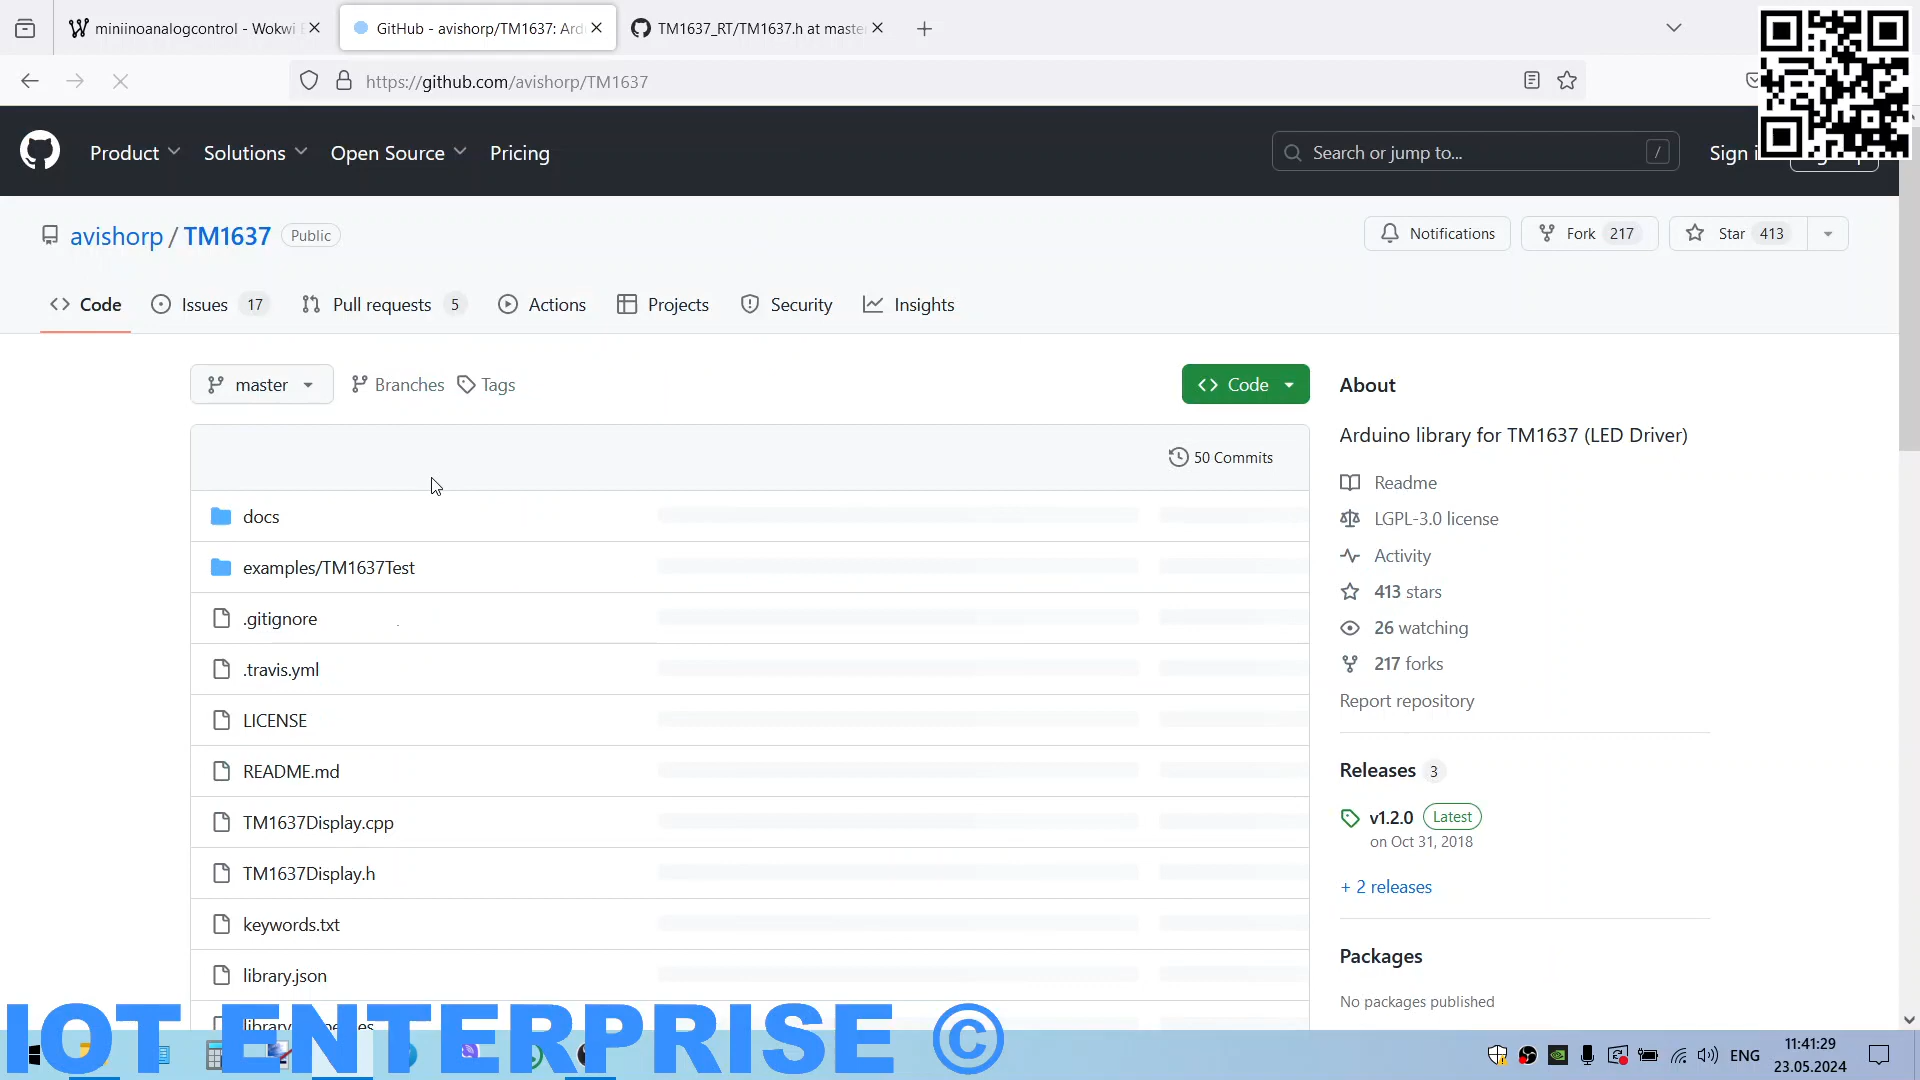 miniinoanalogcontrol - Wokwi
GitHub - avishorp/TM1637: Ard
TM1637_RT/TM1637.h at maste
https://github.com/avishorp/TM1637
Product
Solutions
Open Source
Pricing
Search or jump to...
/
Sign
avishorp / TM1637
Public
Notifications
Fork 217
Star 413
Code
Issues 17
Pull requests 5
Actions
Projects
Security
Insights
master
Branches
Tags
Code
About
Arduino library for TM1637 (LED Driver)
50 Commits
Readme
docs
LGPL-3.0 license
Activity
examples/TM1637Test
413 stars
.gitignore
26 watching
217 forks
.travis.yml
Report repository
LICENSE
Releases 3
README.md
v1.2.0 Latest
on Oct 31, 2018
TM1637Display.cpp
TM1637Display.h
+ 2 releases
keywords.txt
Packages
library.json
No packages published
IOT ENTERPRISE ©
ENG
11:41:29
23.05.2024